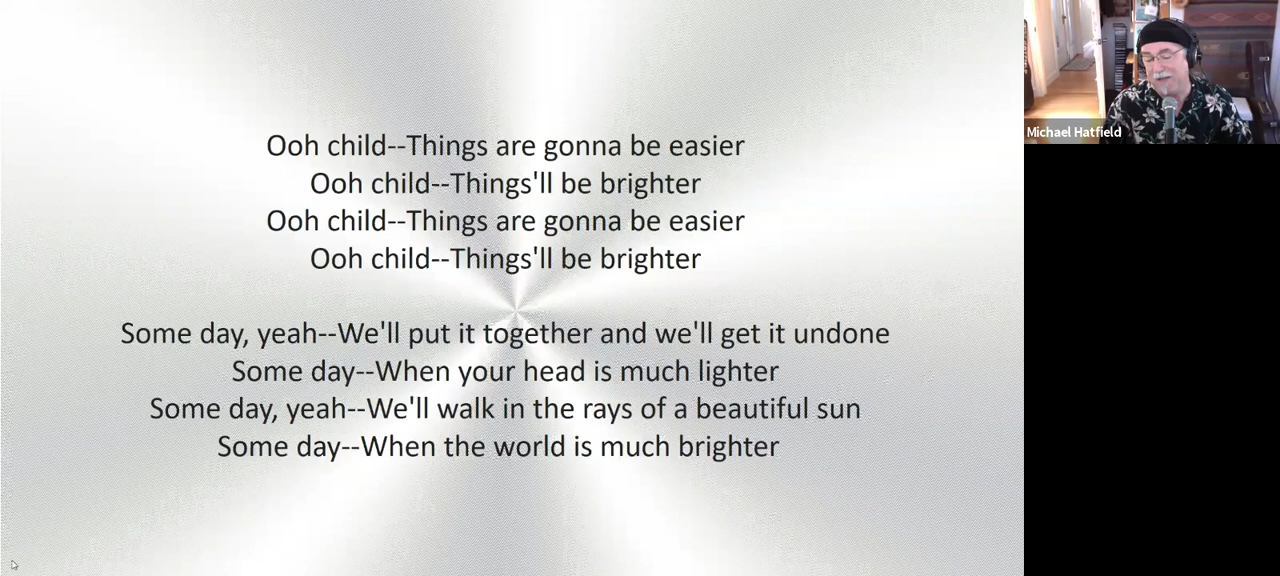 Ooh child--Things are gonna be easier
Ooh child--Things'll be brighter
Ooh child--Things are gonna be easier
Ooh child--Things'll be brighter
Some day, yeah--We'll put it together and we'll get it undone
Some day--When your head is much lighter
Some day, yeah--We'll walk in the rays of a beautiful sun
Some day--When the world is much brighter
Michael Hatfield